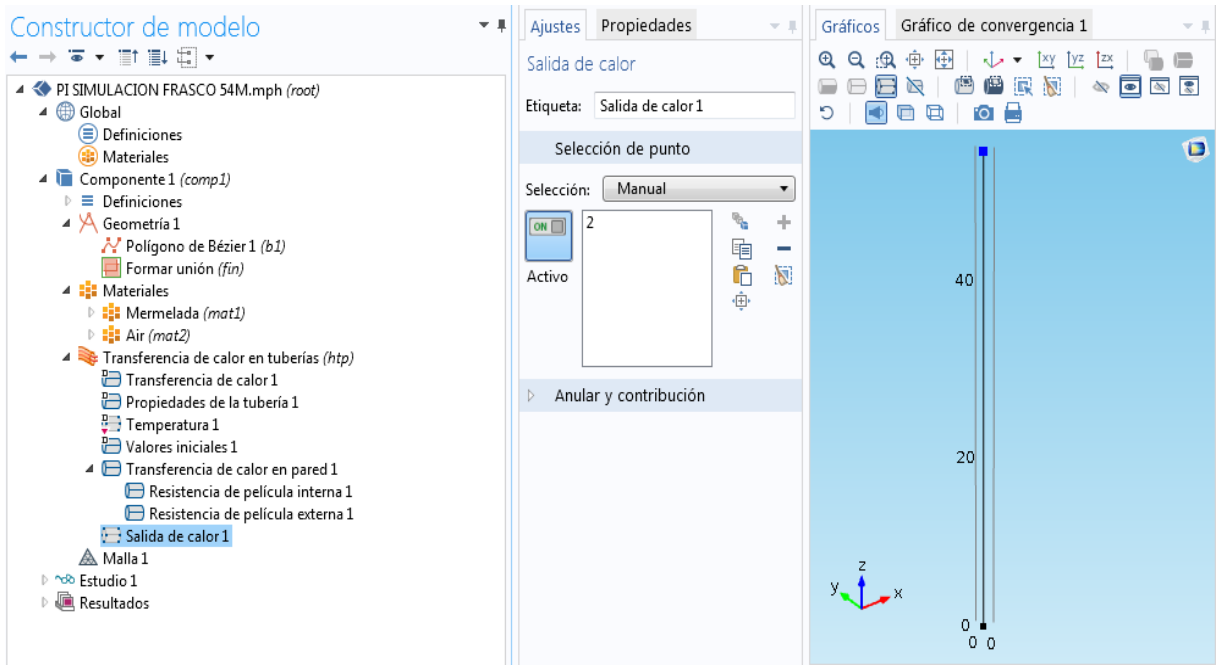 Constructor de modelo
PI SIMULACION FRASCO 54M.mph (root)
Global
Definiciones
Materiales
Componente 1 (comp1)
Definiciones
Geometría 1
Polígono de Bézier 1 (b1)
Formar unión (fin)
Materiales
Mermelada (mat1)
Air (mat2)
Transferencia de calor en tuberías (htp)
Transferencia de calor 1
Propiedades de la tubería 1
Temperatura 1
Valores iniciales 1
Transferencia de calor en pared 1
Resistencia de película interna 1
Resistencia de película externa 1
Salida de calor 1
Malla 1
Estudio 1
Resultados
Ajustes Propiedades
Salida de calor
Etiqueta: Salida de calor 1
Selección de punto
Selección: Manual
ON
2
Activo
Anular y contribución
Gráficos Gráfico de convergencia 1
xy yz zx
40
20
z
y x
0
0 0